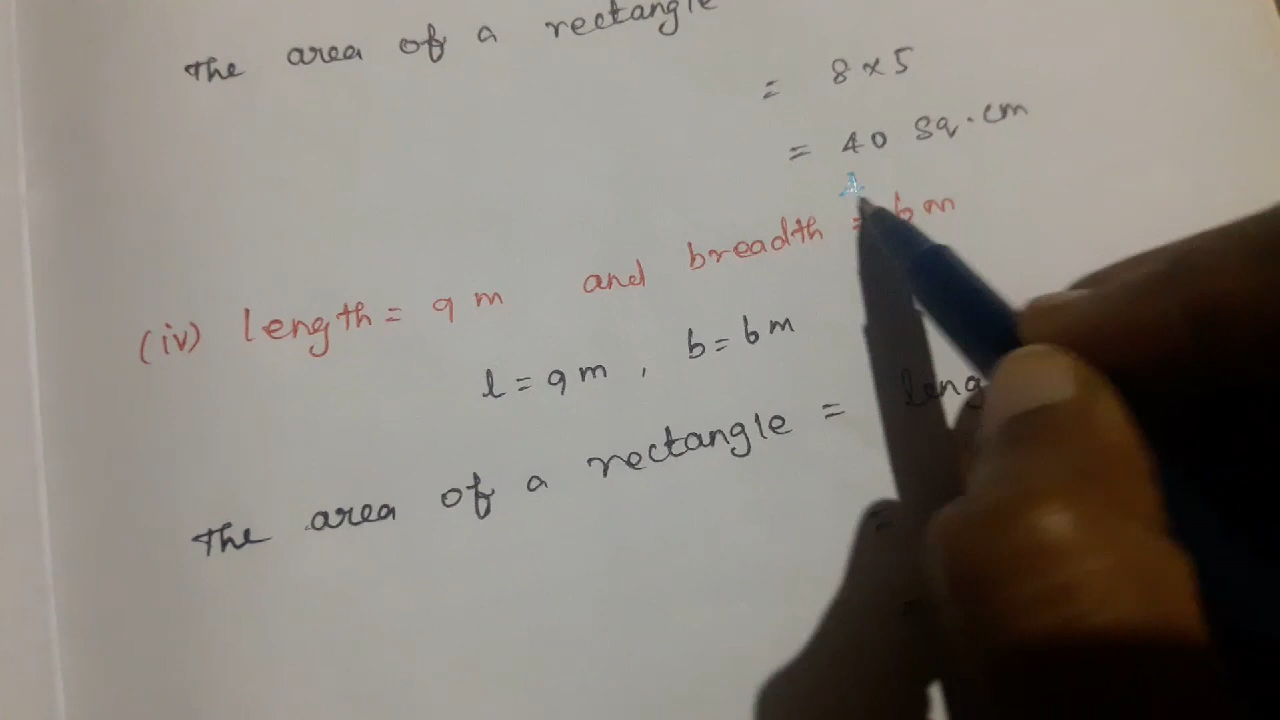 The area of a rectangle
= 8 × 5
= 40 sq.cm
(iv) length = 9 m and breadth = 6 m
l = 9 m , b = 6 m
The area of a rectangle = leng
=